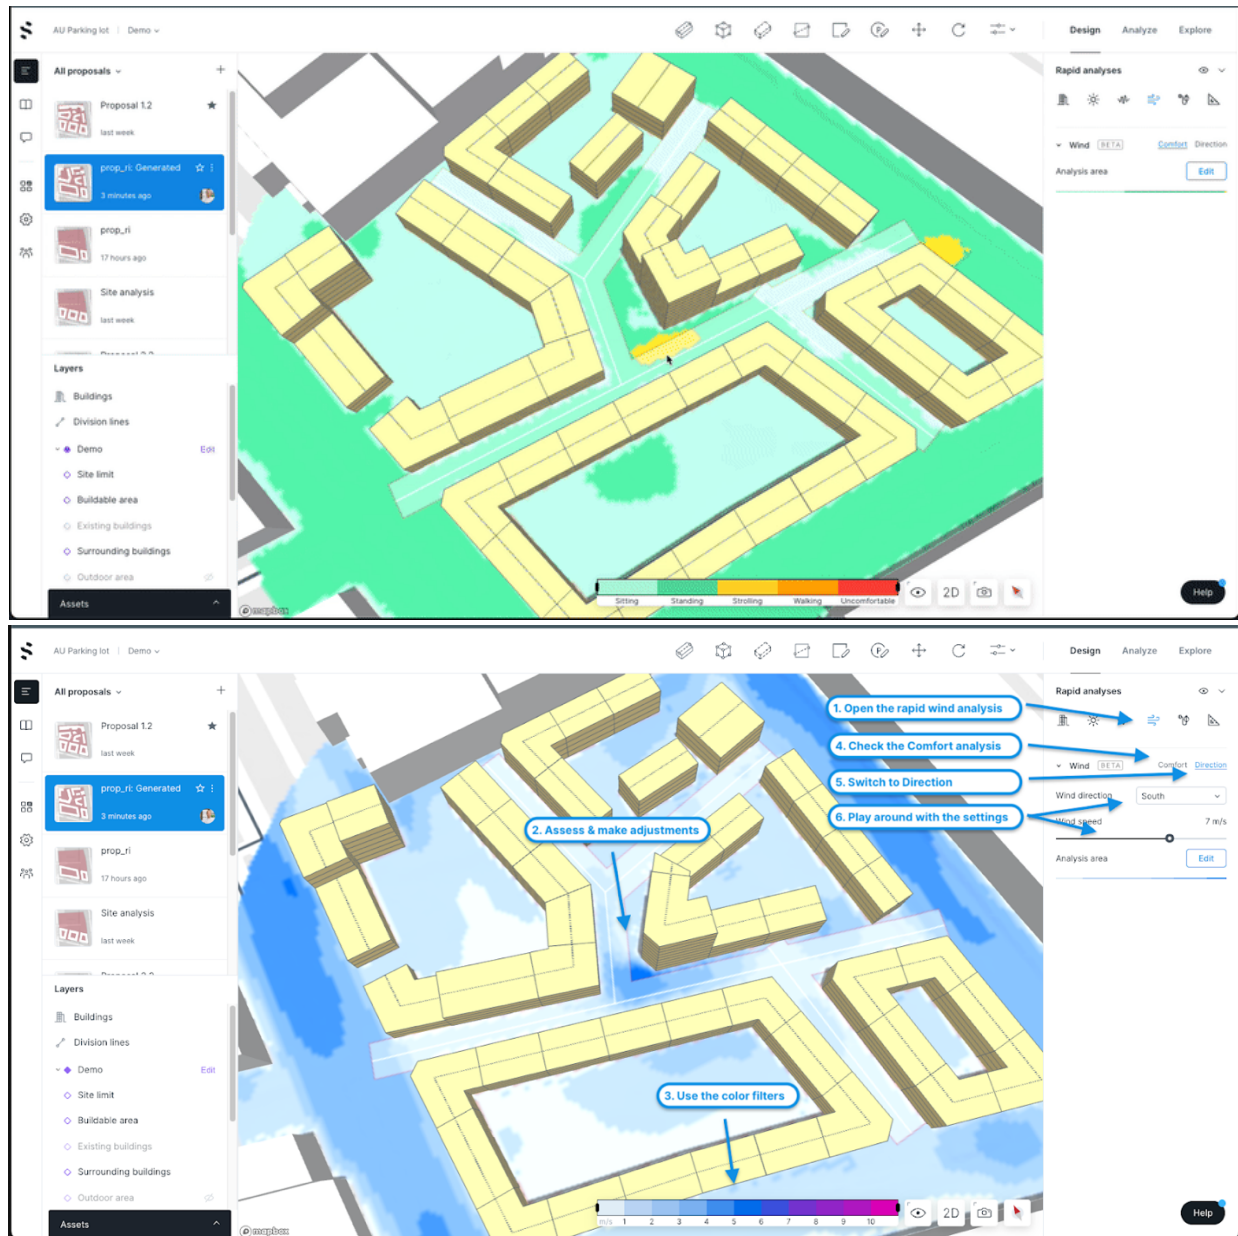 AU Parking lot
Demo
Design
Analyze
Explore
All proposals
Proposal 1.2
last week
prop_ri: Generated
3 minutes ago
prop_ri
17 hours ago
Site analysis
last week
Layers
Buildings
Division lines
Demo
Edit
Site limit
Buildable area
Existing buildings
Surrounding buildings
Outdoor area
Assets
mapbox
Sitting
Standing
Strolling
Walking
Uncomfortable
2D
Rapid analyses
Wind
BETA
Comfort
Direction
Analysis area
Edit
Help
AU Parking lot
Demo
Design
Analyze
Explore
All proposals
Proposal 1.2
last week
prop_ri: Generated
3 minutes ago
prop_ri
17 hours ago
Site analysis
last week
Layers
Buildings
Division lines
Demo
Edit
Site limit
Buildable area
Existing buildings
Surrounding buildings
Outdoor area
Assets
1. Open the rapid wind analysis
4. Check the Comfort analysis
5. Switch to Direction
6. Play around with the settings
2. Assess & make adjustments
3. Use the color filters
mapbox
m/s 1 2 3 4 5 6 7 8 9 10
2D
Rapid analyses
Wind
BETA
Comfort
Direction
Wind direction
South
Wind speed
7 m/s
Analysis area
Edit
Help